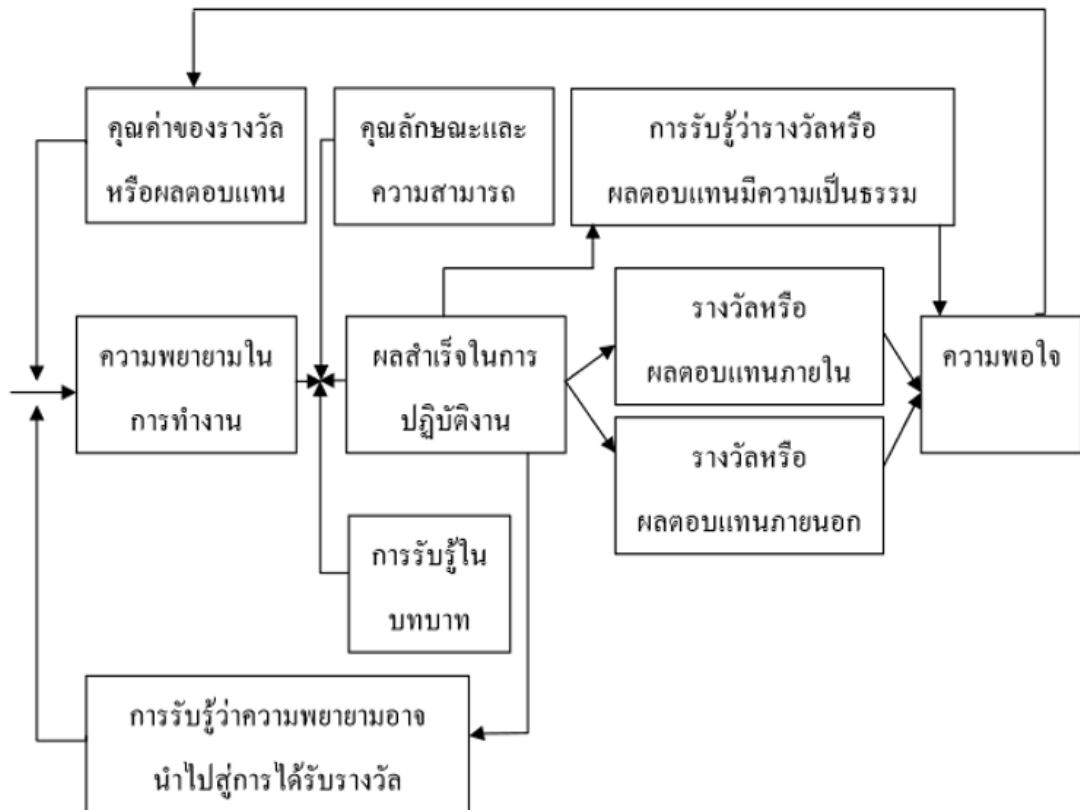 คุณค่าของรางวัล
หรือผลตอบแทน
คุณลักษณะและ
ความสามารถ
การรับรู้ว่ารางวัลหรือ
ผลตอบแทนมีความเป็นธรรม
ความพยายามใน
การทำงาน
ผลสำเร็จในการ
ปฏิบัติงาน
รางวัลหรือ
ผลตอบแทนภายใน
รางวัลหรือ
ผลตอบแทนภายนอก
ความพอใจ
การรับรู้ใน
บทบาท
การรับรู้ว่าความพยายามอาจ
นำไปสู่การได้รับรางวัล